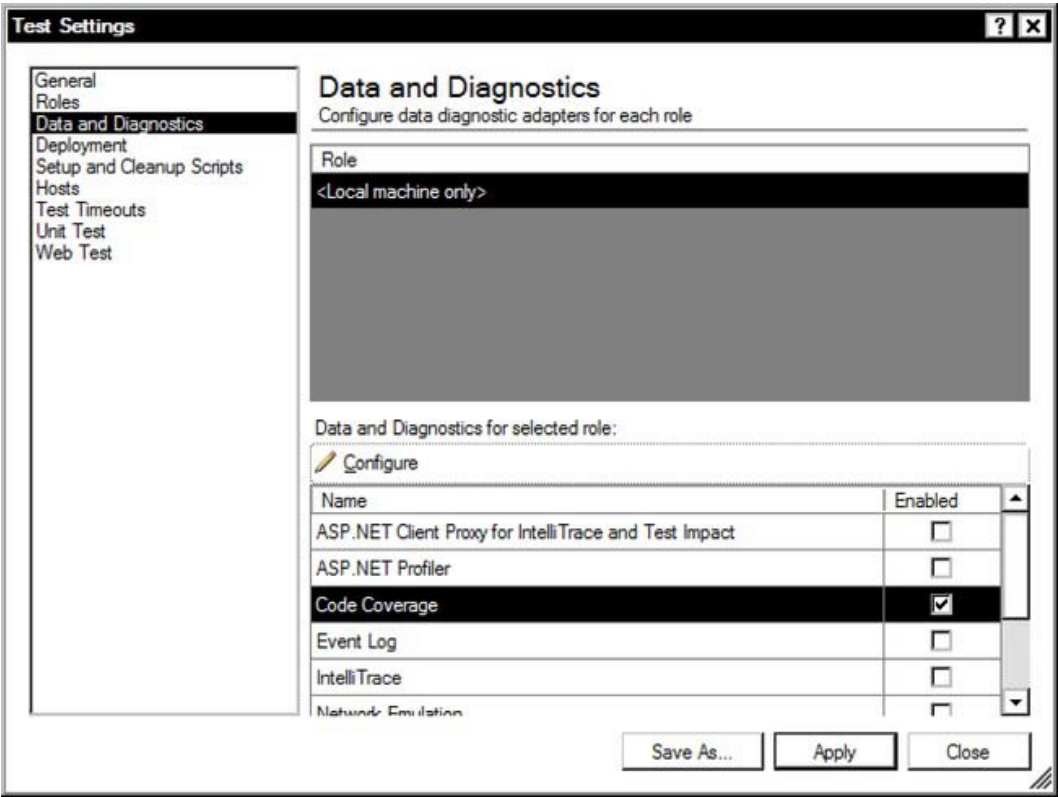 Test Settings
General
Roles
Data and Diagnostics
Deployment
Setup and Cleanup Scripts
Hosts
Test Timeouts
Unit Test
Web Test
Data and Diagnostics
Configure data diagnostic adapters for each role
Role
<Local machine only>
Data and Diagnostics for selected role:
Configure
Name Enabled
ASP.NET Client Proxy for IntelliTrace and Test Impact
ASP.NET Profiler
Code Coverage
Event Log
IntelliTrace
Network Emulation
Save As... Apply Close